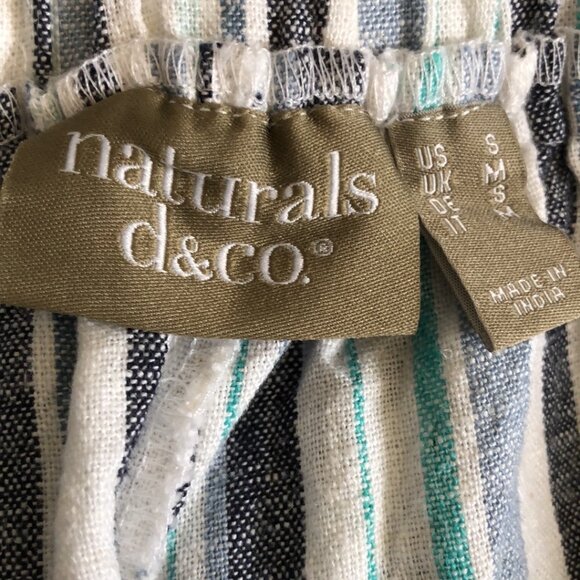 naturals
d&co.®
US S
UK M
DE S
IT M
MADE IN
INDIA